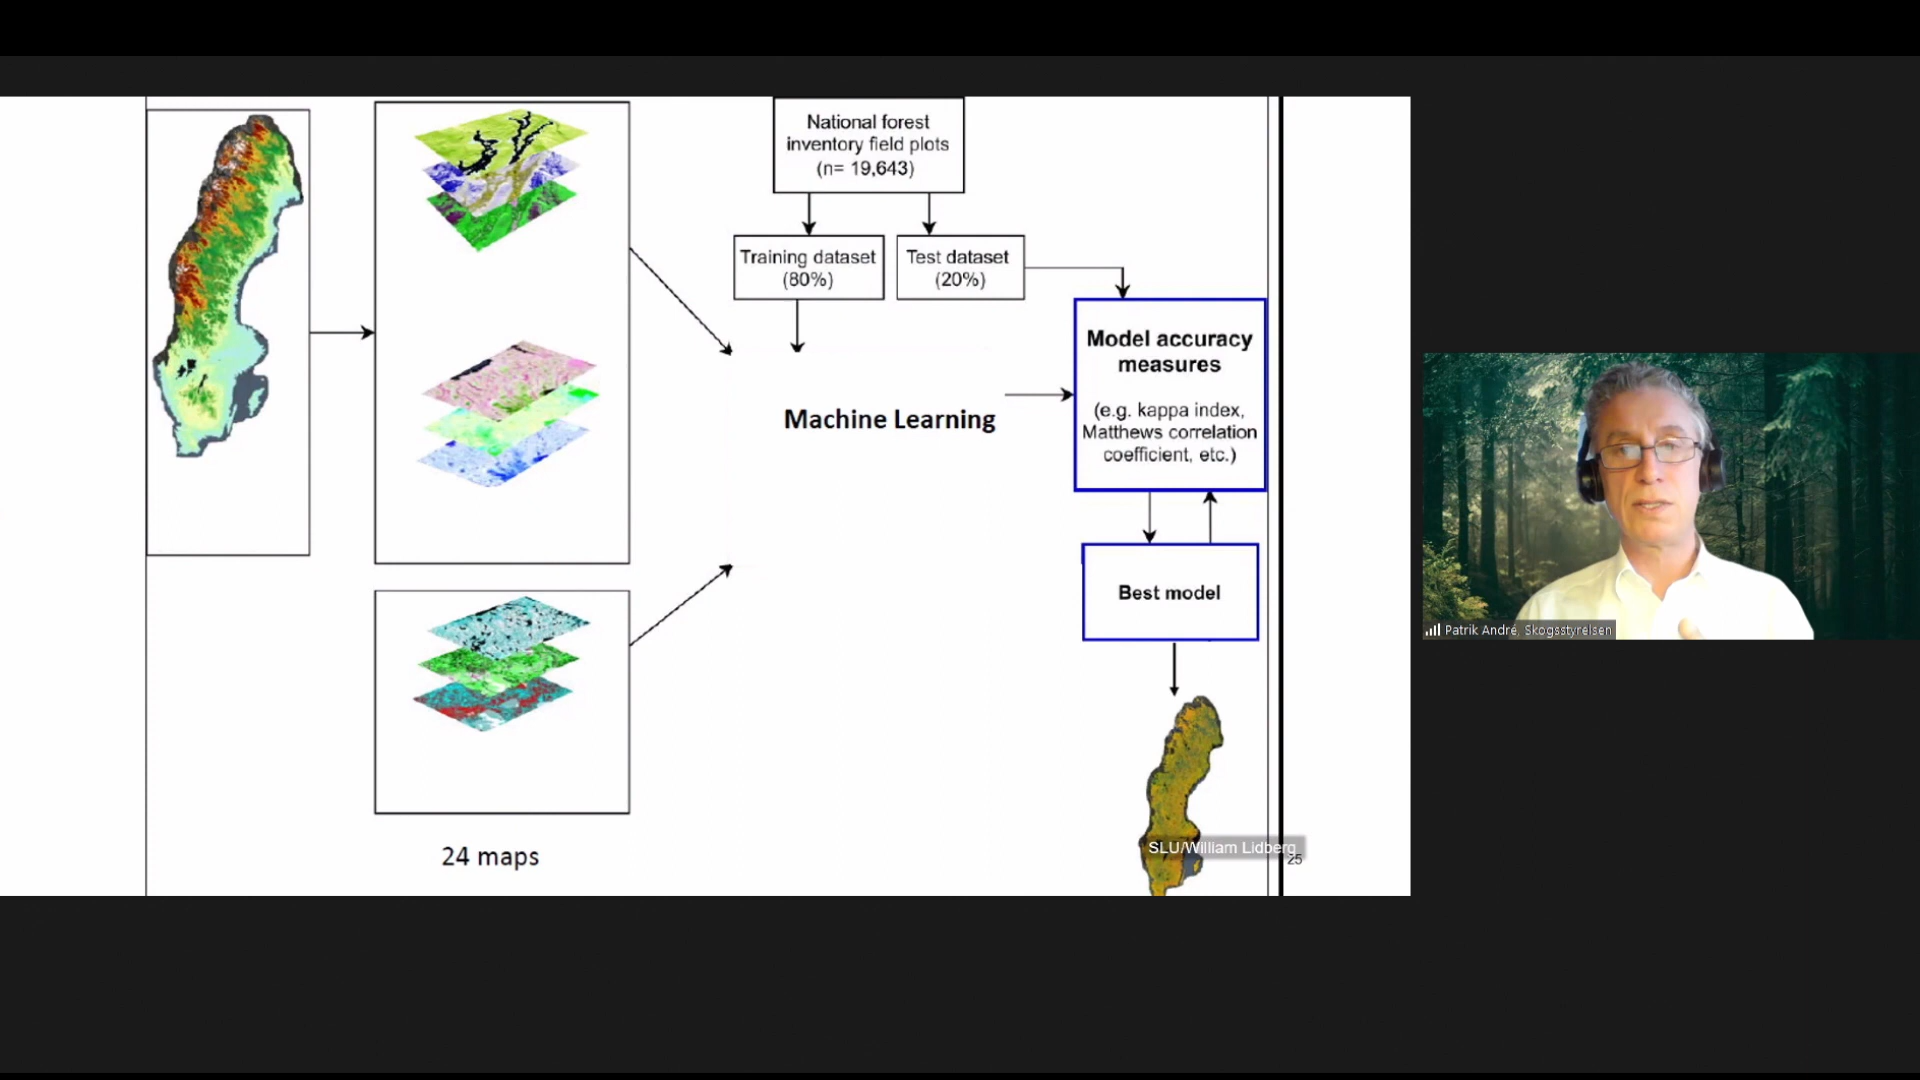 National forest
inventory field plots
(n= 19,643)
Training dataset
(80%)
Test dataset
(20%)
Machine Learning
Model accuracy
measures
(e.g. kappa index,
Matthews correlation
coefficient, etc.)
Best model
24 maps
SLU/William Lidberg
25
Patrik André, Skogsstyrelsen